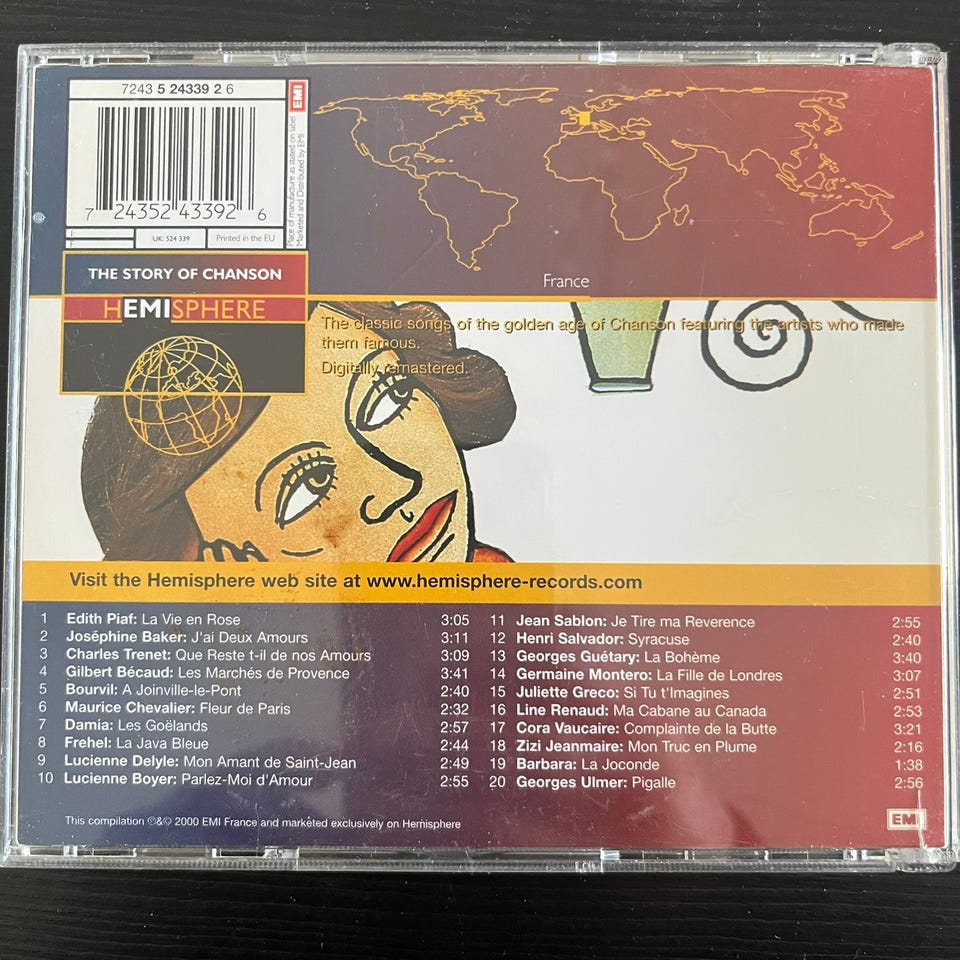 7243 5 24339 2 6
EMI
Place of manufacture as stated on label
Marketed and Distributed by EMI
7 24352 43392 6
UK: 524 339
Printed in the EU
THE STORY OF CHANSON
HEMISPHERE
France
The classic songs of the golden age of Chanson featuring the artists who made
them famous.
Digitally remastered.
Visit the Hemisphere web site at www.hemisphere-records.com
1 Edith Piaf: La Vie en Rose 3:05
2 Joséphine Baker: J'ai Deux Amours 3:11
3 Charles Trenet: Que Reste t-il de nos Amours 3:09
4 Gilbert Bécaud: Les Marchés de Provence 3:41
5 Bourvil: A Joinville-le-Pont 2:40
6 Maurice Chevalier: Fleur de Paris 2:32
7 Damia: Les Goëlands 2:57
8 Frehel: La Java Bleue 2:44
9 Lucienne Delyle: Mon Amant de Saint-Jean 2:49
10 Lucienne Boyer: Parlez-Moi d'Amour 2:55
11 Jean Sablon: Je Tire ma Reverence 2:55
12 Henri Salvador: Syracuse 2:40
13 Georges Guétary: La Bohème 3:40
14 Germaine Montero: La Fille de Londres 3:07
15 Juliette Greco: Si Tu t'Imagines 2:51
16 Line Renaud: Ma Cabane au Canada 2:53
17 Cora Vaucaire: Complainte de la Butte 3:21
18 Zizi Jeanmaire: Mon Truc en Plume 2:16
19 Barbara: La Joconde 1:38
20 Georges Ulmer: Pigalle 2:56
This compilation ℗&© 2000 EMI France and marketed exclusively on Hemisphere
EMI